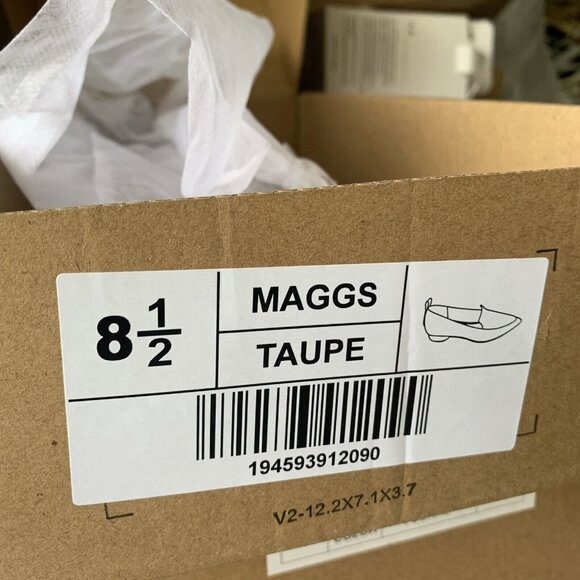 8 1/2
MAGGS
TAUPE
194593912090
V2-12.2X7.1X3.7